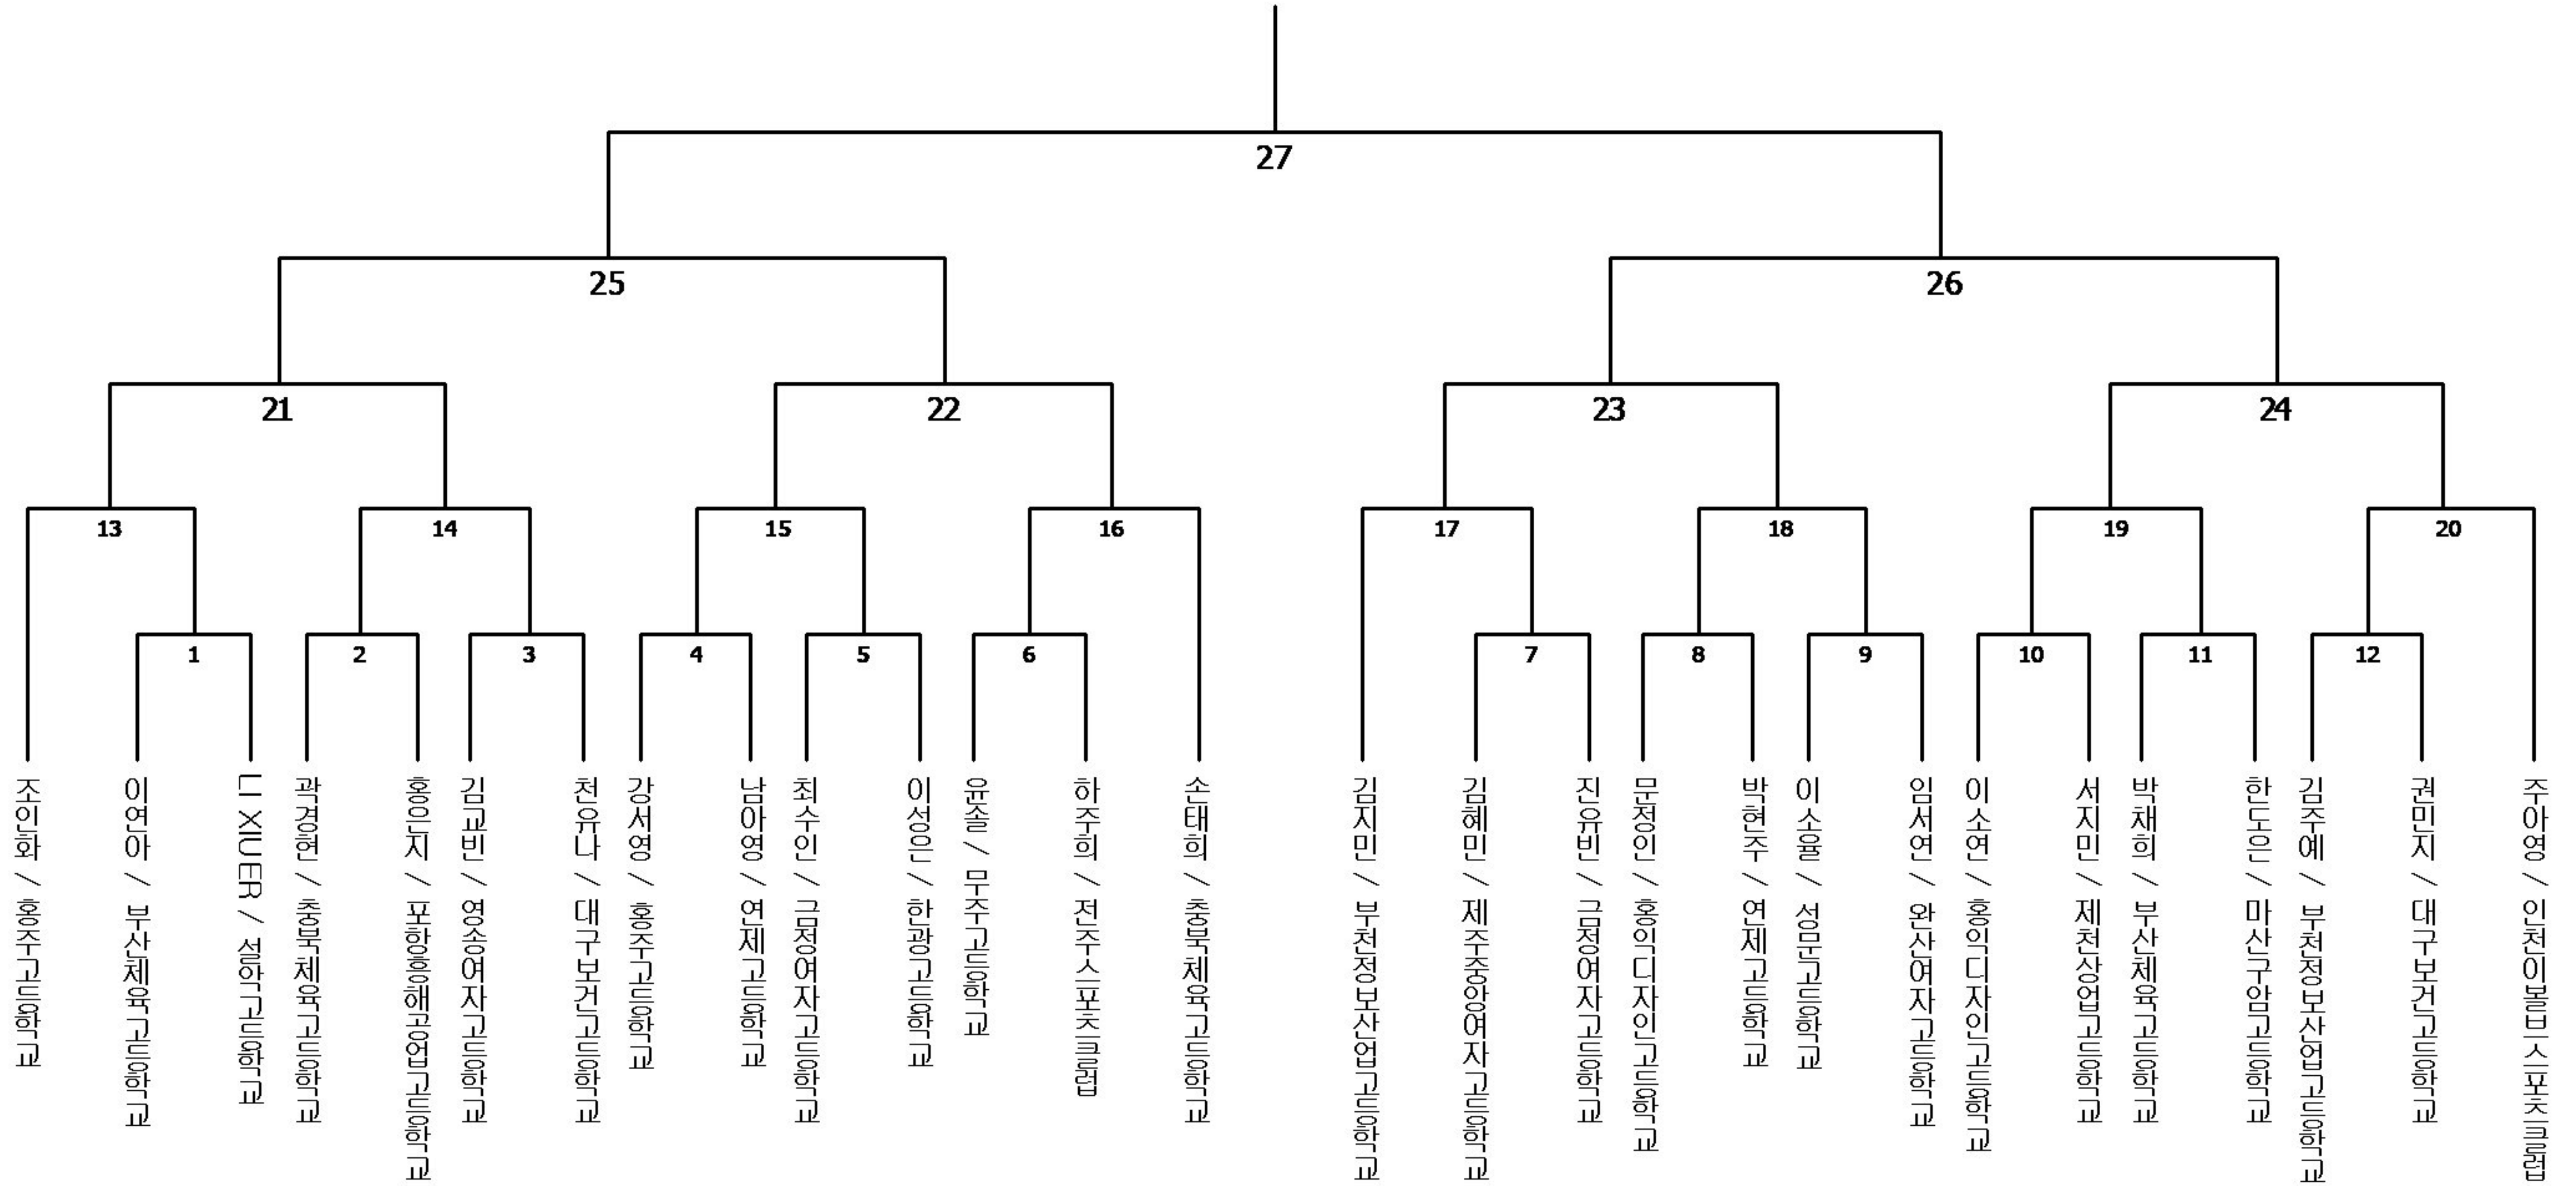 27
25
26
21
22
23
24
13
14
15
16
17
18
19
20
1
2
3
4
5
6
7
8
9
10
11
12
조인화 / 홍주고등학교
이연아 / 부산체육고등학교
LI XIUER / 설악고등학교
곽경현 / 충북체육고등학교
홍은지 / 포항흥해공업고등학교
김교빈 / 영송여자고등학교
천유나 / 대구보건고등학교
강서영 / 홍주고등학교
남아영 / 연제고등학교
최수인 / 금정여자고등학교
이성은 / 한광고등학교
윤솔 / 무주고등학교
하주희 / 전주스포츠클럽
손태희 / 충북체육고등학교
김지민 / 부천정보산업고등학교
김혜민 / 제주중앙여자고등학교
진유빈 / 금정여자고등학교
문정인 / 홍익디자인고등학교
박현주 / 연제고등학교
이소율 / 성문고등학교
임서연 / 완산여자고등학교
이소연 / 홍익디자인고등학교
서지민 / 제천상업고등학교
박채희 / 부산체육고등학교
한도은 / 마산구암고등학교
김주예 / 부천정보산업고등학교
권민지 / 대구보건고등학교
주아영 / 인천이볼브스포츠클럽